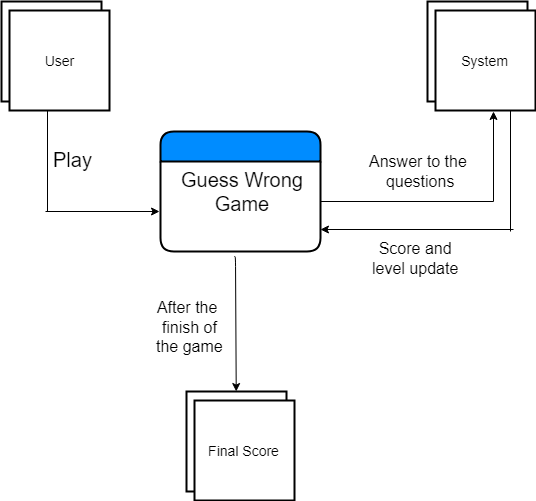 User
System
Play
Guess Wrong
Game
Answer to the
questions
Score and
level update
After the
finish of
the game
Final Score